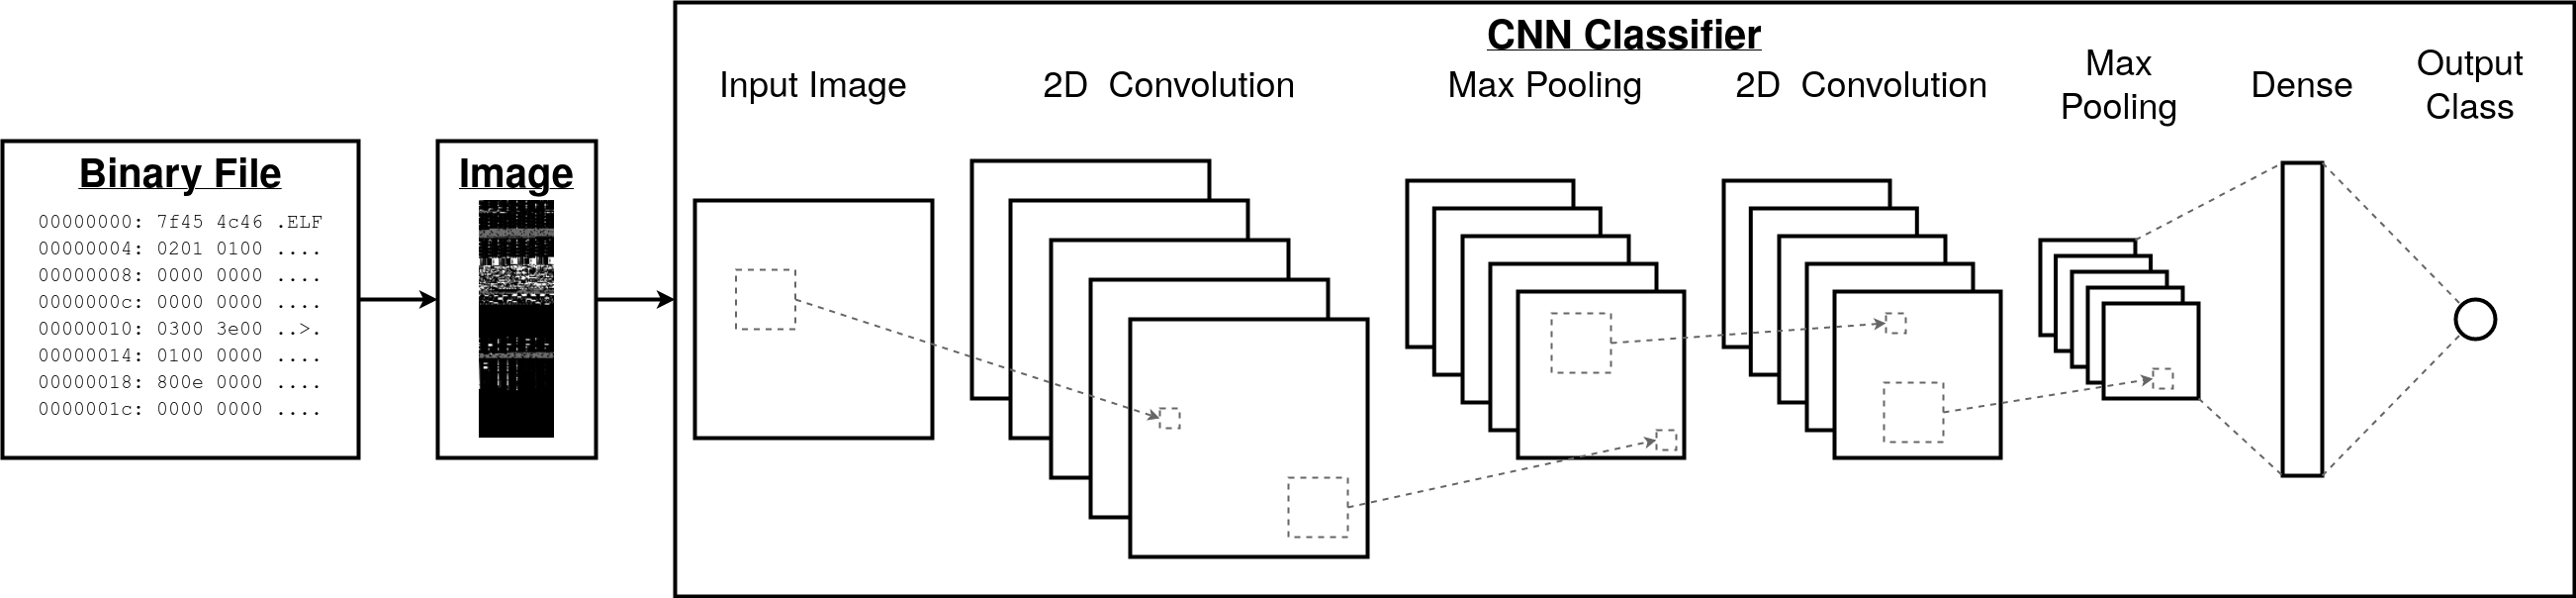 CNN Classifier
Input Image
2D Convolution
Max Pooling
2D Convolution
Max
Pooling
Dense
Output
Class
Binary File
00000000: 7f45 4c46 .ELF
00000004: 0201 0100 ....
00000008: 0000 0000 ....
0000000c: 0000 0000 ....
00000010: 0300 3e00 ..>.
00000014: 0100 0000 ....
00000018: 800e 0000 ....
0000001c: 0000 0000 ....
Image